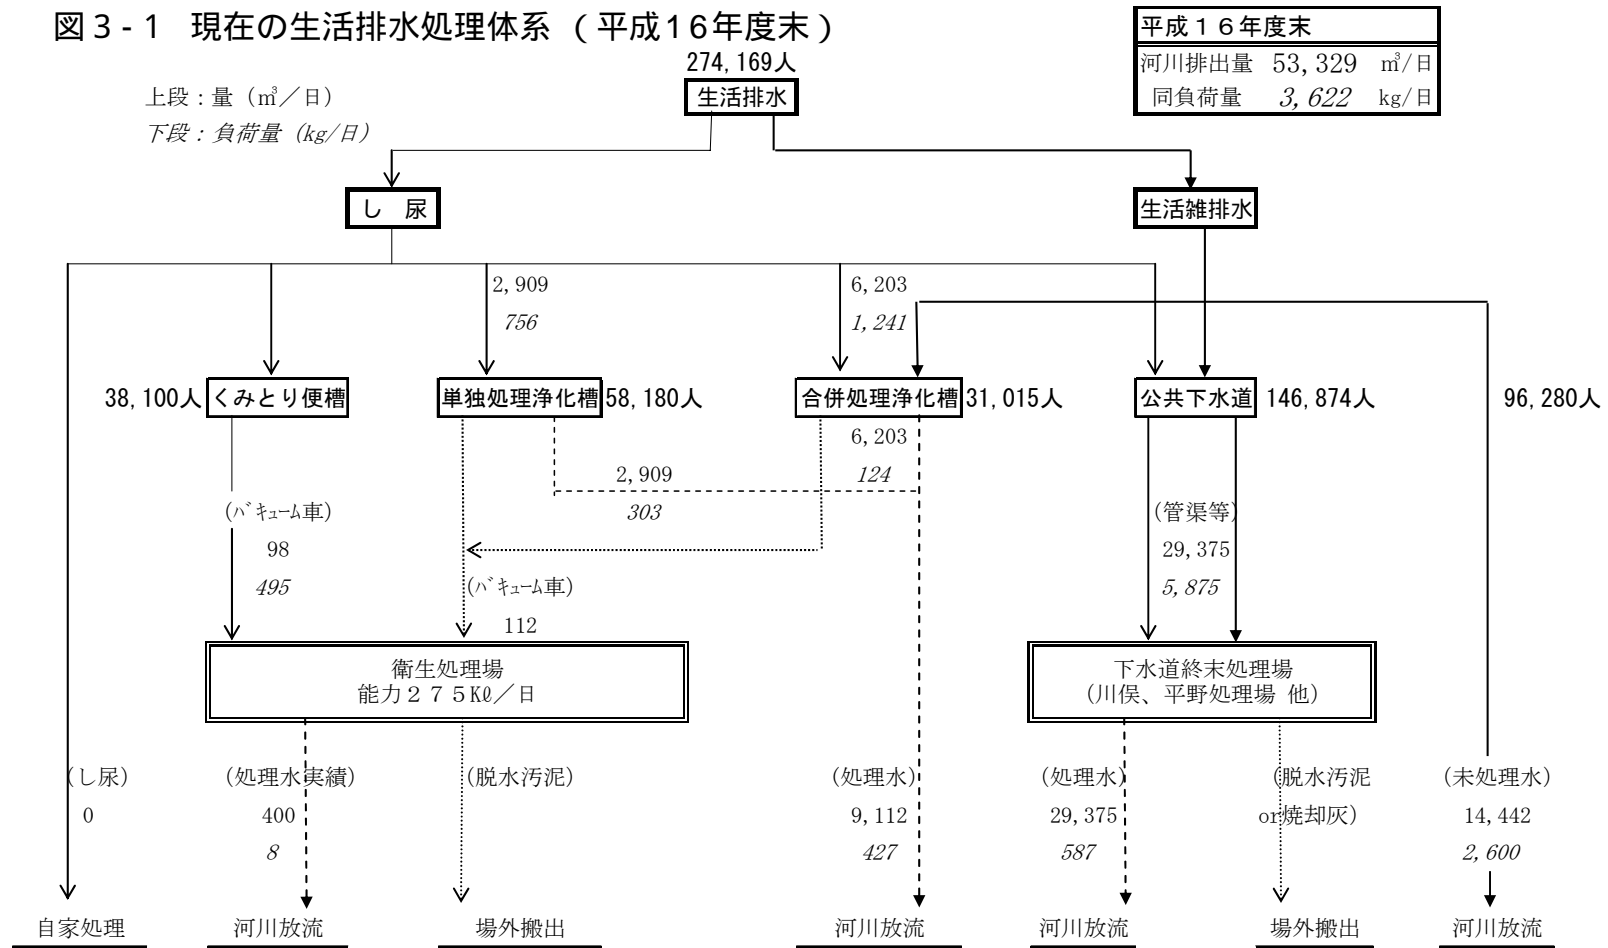 図３-１ 現在の生活排水処理体系（平成16年度末）
平成１６年度末
河川排出量 53,329 ㎥/日
同負荷量 3,622 kg/日
274,169人
生活排水
上段：量（㎥／日）
下段：負荷量（kg/日）
し 尿
生活雑排水
2,909
756
6,203
1,241
38,100人
くみとり便槽
単独処理浄化槽
58,180人
合併処理浄化槽
31,015人
公共下水道
146,874人
96,280人
6,203
124
2,909
303
(ﾊﾞｷｭｰﾑ車)
98
495
(管渠等)
29,375
5,875
(ﾊﾞｷｭｰﾑ車)
112
衛生処理場
能力２７５Kℓ／日
下水道終末処理場
(川俣、平野処理場 他)
(し尿)
0
(処理水実績)
400
8
(脱水汚泥)
(処理水)
9,112
427
(処理水)
29,375
587
(脱水汚泥
or焼却灰)
(未処理水)
14,442
2,600
自家処理
河川放流
場外搬出
河川放流
河川放流
場外搬出
河川放流